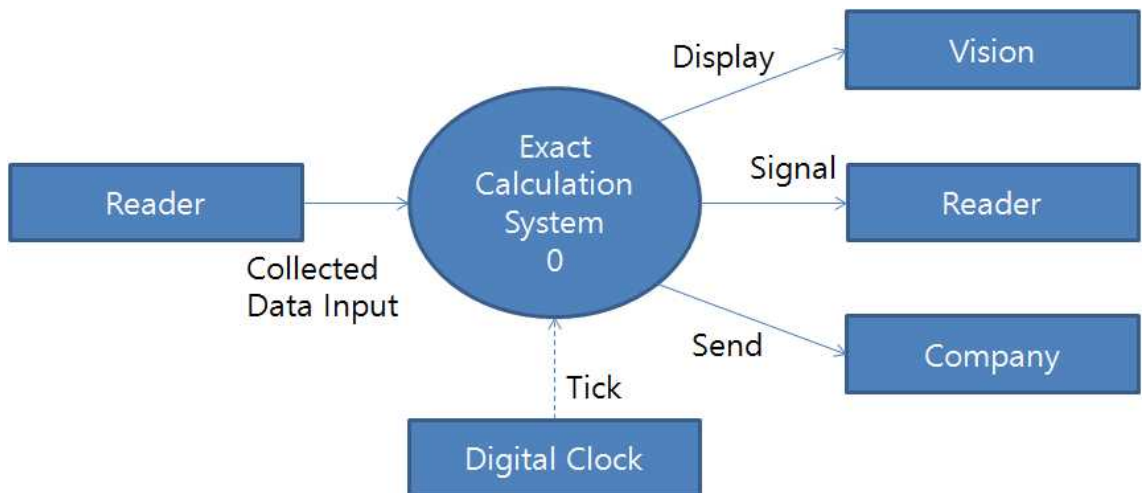 Display
Vision
Exact
Calculation
System
0
Signal
Reader
Reader
Collected
Data Input
Send
Company
Tick
Digital Clock